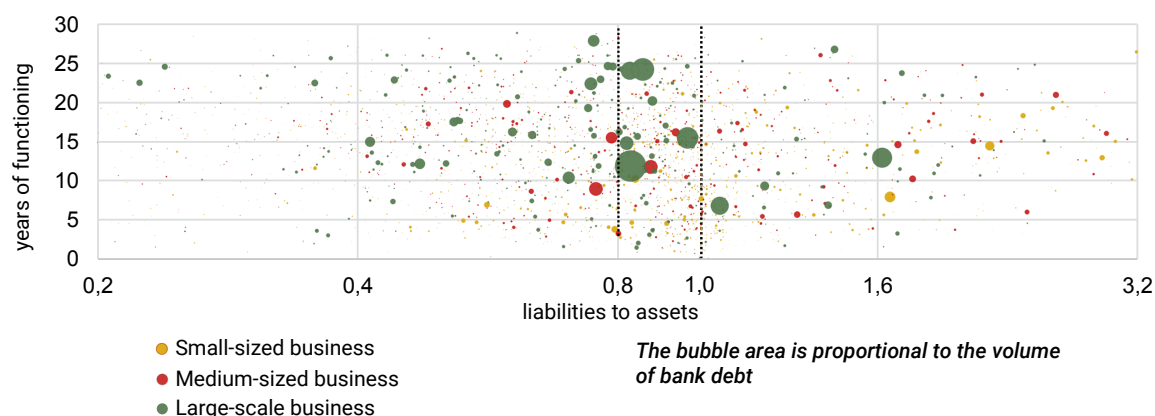 30
25
20
15
10
5
0
years of functioning
0,2
0,4
0,8
1,0
1,6
3,2
liabilities to assets
Small-sized business
Medium-sized business
Large-scale business
The bubble area is proportional to the volume
of bank debt